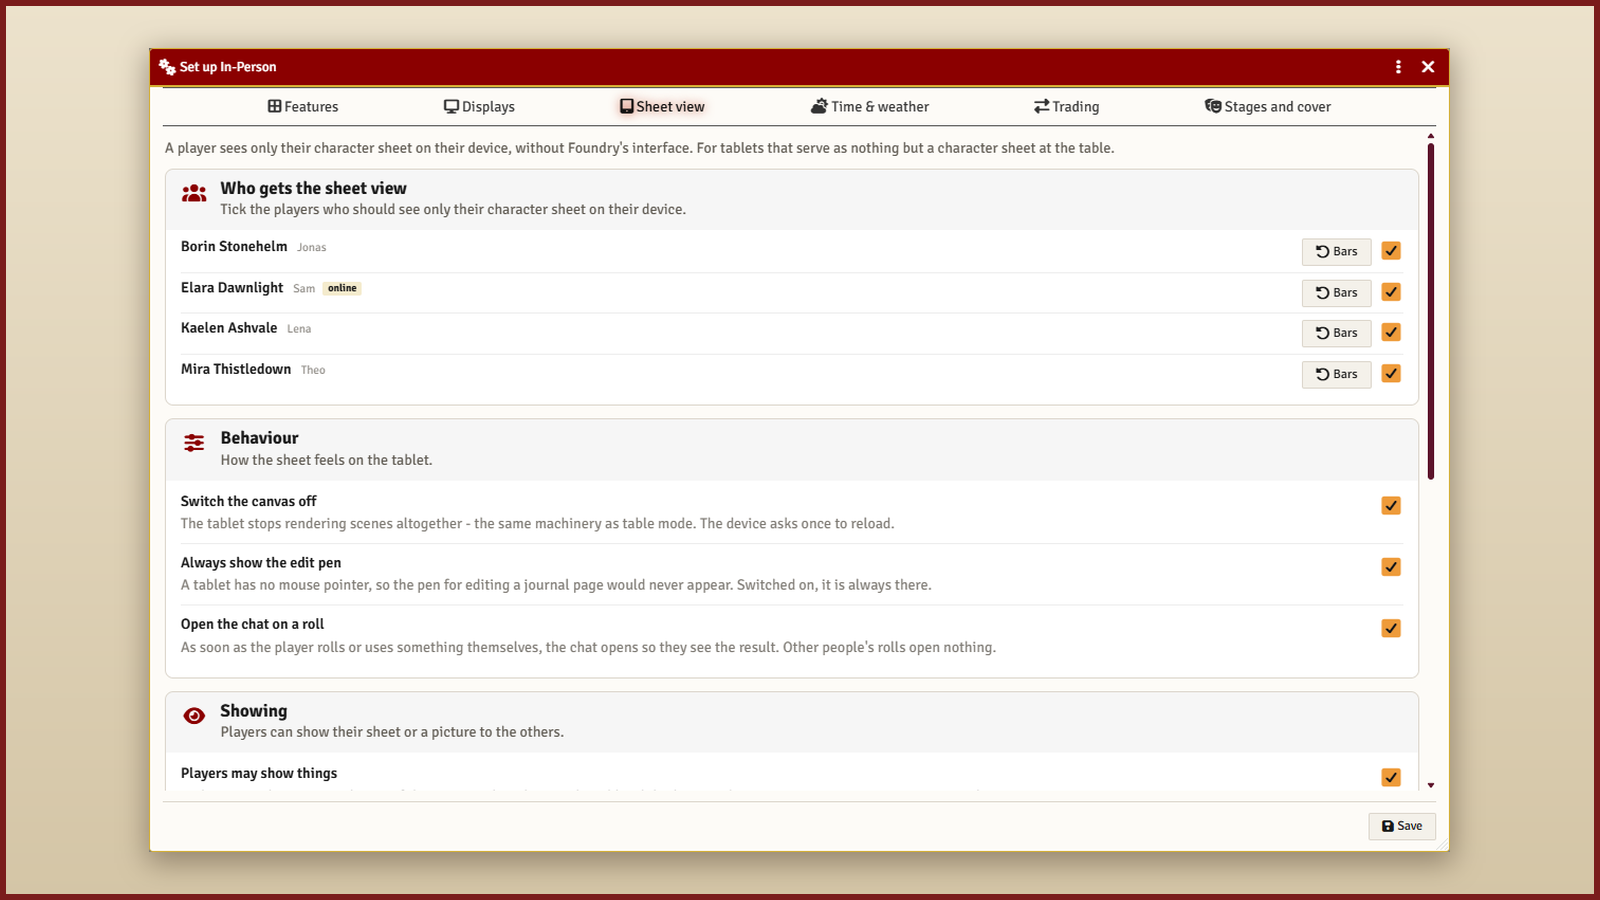 Set up In-Person
Features
Displays
Sheet view
Time & weather
Trading
Stages and cover
A player sees only their character sheet on their device, without Foundry's interface. For tablets that serve as nothing but a character sheet at the table.
Who gets the sheet view
Tick the players who should see only their character sheet on their device.
Borin Stonehelm Jonas Bars
Elara Dawnlight Sam online Bars
Kaelen Ashvale Lena Bars
Mira Thistledown Theo Bars
Behaviour
How the sheet feels on the tablet.
Switch the canvas off
The tablet stops rendering scenes altogether - the same machinery as table mode. The device asks once to reload.
Always show the edit pen
A tablet has no mouse pointer, so the pen for editing a journal page would never appear. Switched on, it is always there.
Open the chat on a roll
As soon as the player rolls or uses something themselves, the chat opens so they see the result. Other people's rolls open nothing.
Showing
Players can show their sheet or a picture to the others.
Players may show things
Save